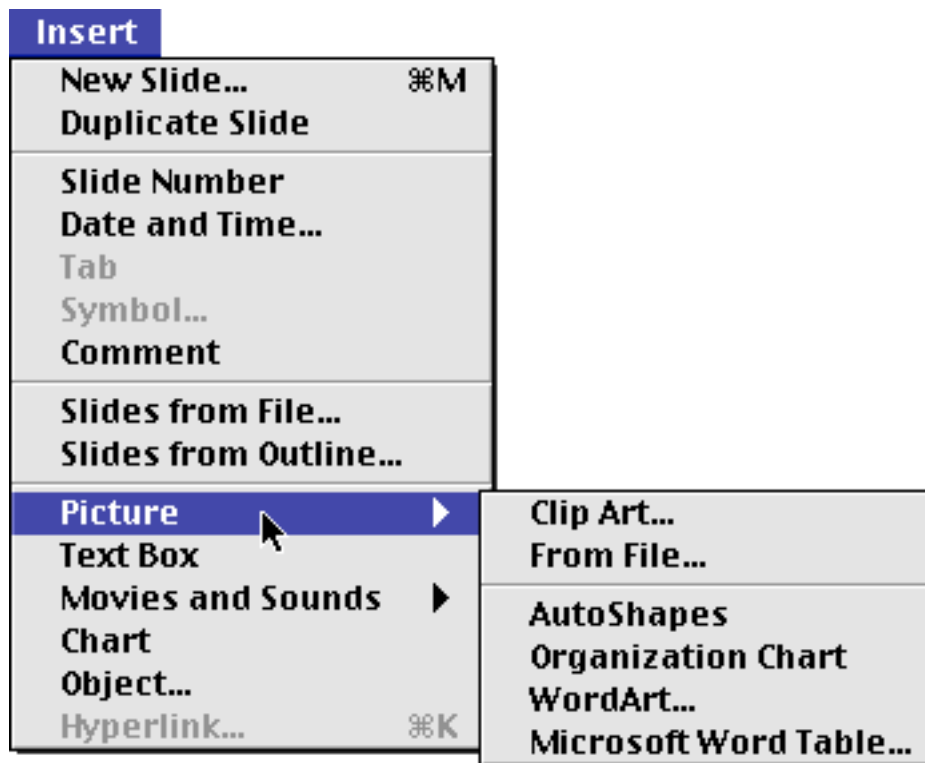 Insert
New Slide... ⌘M
Duplicate Slide
Slide Number
Date and Time...
Tab
Symbol...
Comment
Slides from File...
Slides from Outline...
Picture
Text Box
Movies and Sounds
Chart
Object...
Hyperlink... ⌘K
Clip Art...
From File...
AutoShapes
Organization Chart
WordArt...
Microsoft Word Table...